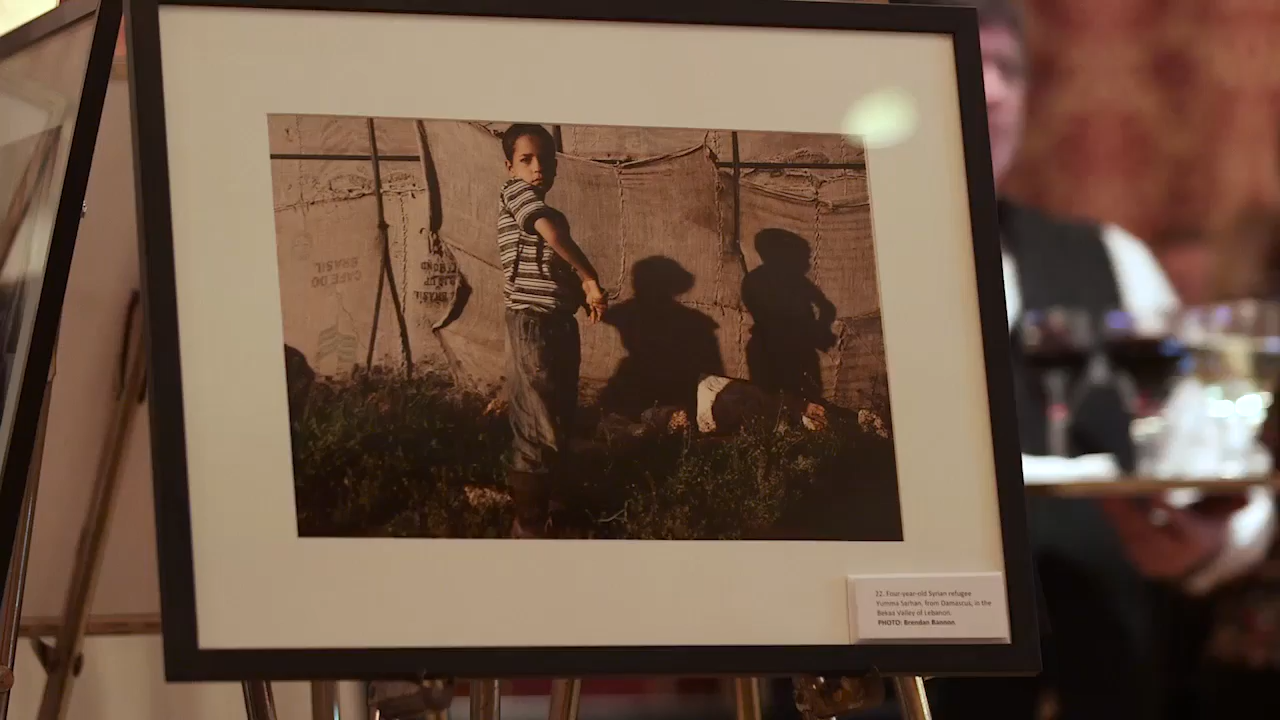 CAFE DO
BRASIL
BRASIL
22. Four-year-old Syrian refugee
Yumma Sarhan, from Damascus, in the
Bekaa Valley of Lebanon.
PHOTO: Brendan Bannon